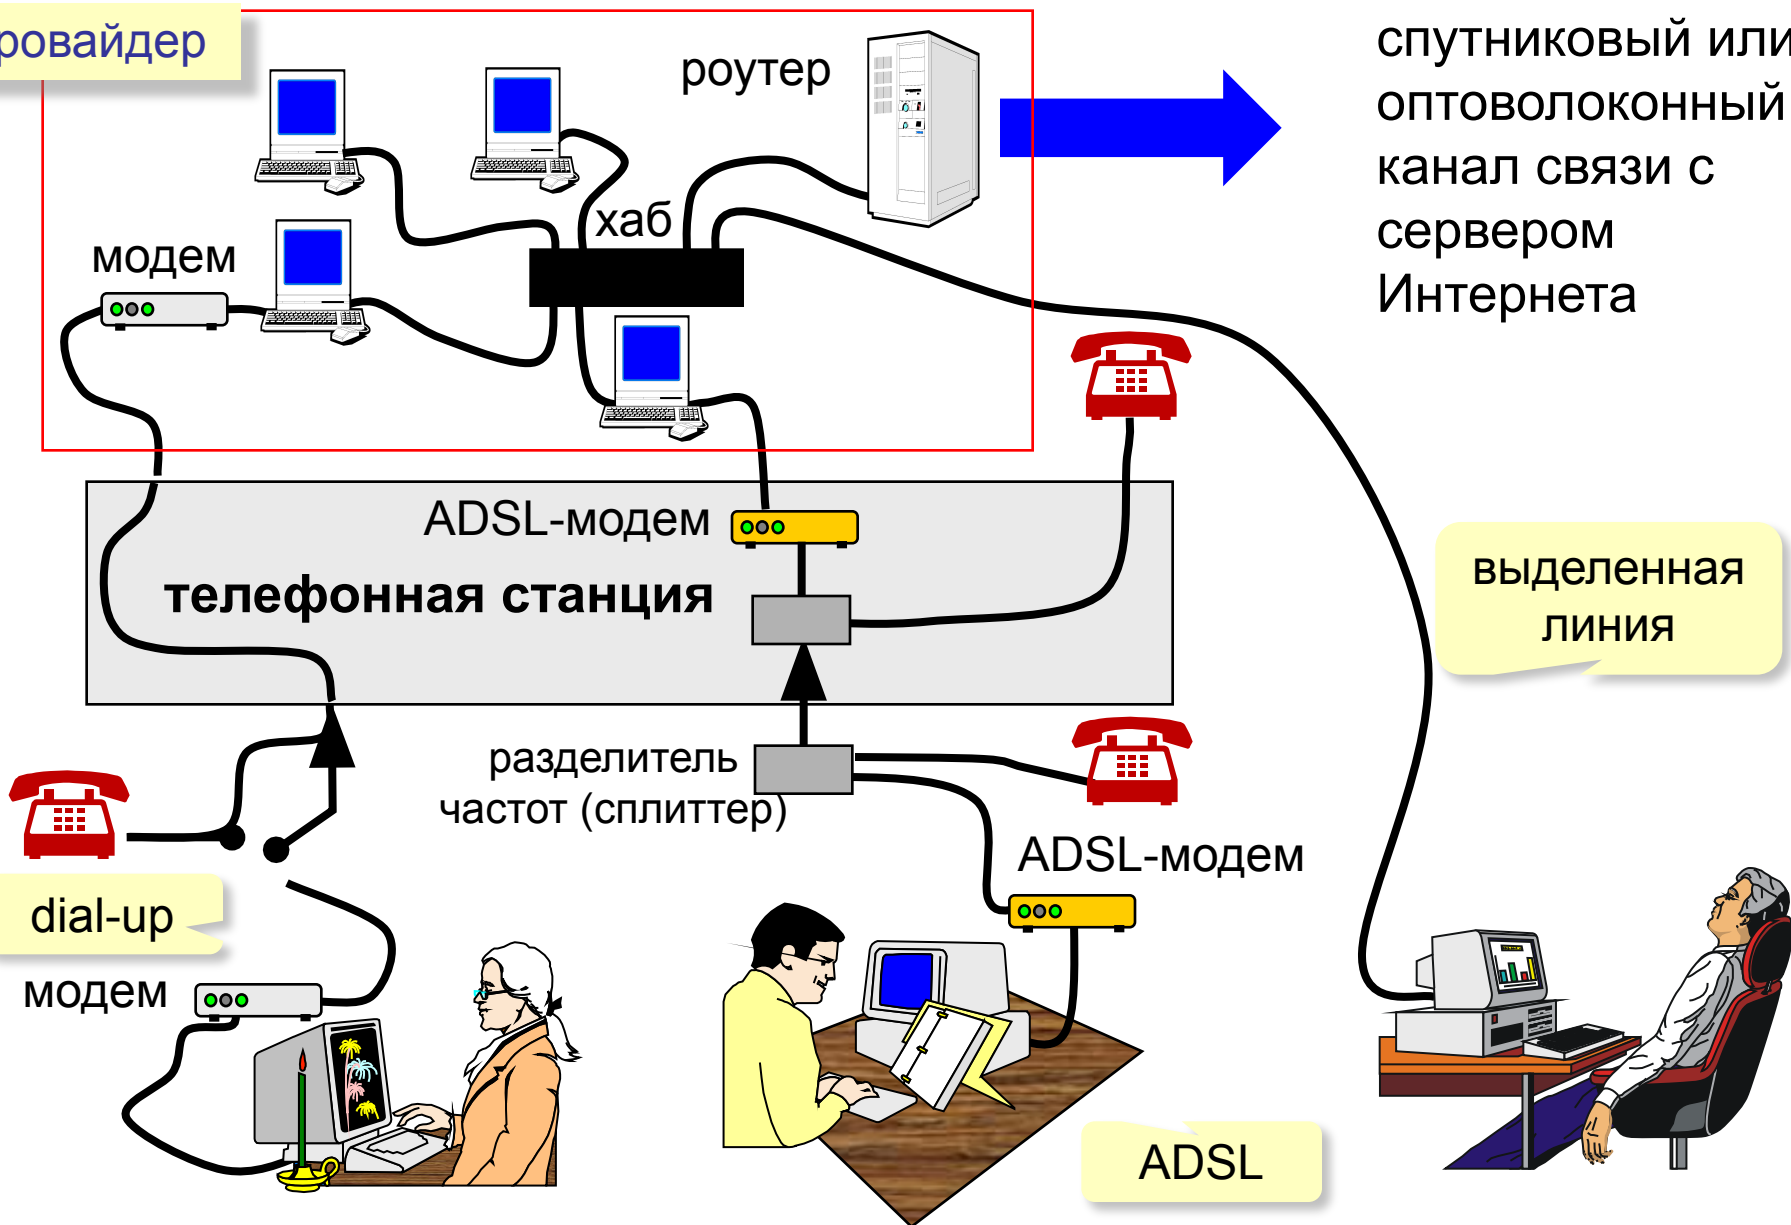 ровайдер
роутер
спутниковый или
оптоволоконный
канал связи с
сервером
Интернета
хаб
модем
ADSL-модем
телефонная станция
выделенная
линия
разделитель
частот (сплиттер)
ADSL-модем
dial-up
модем
ADSL